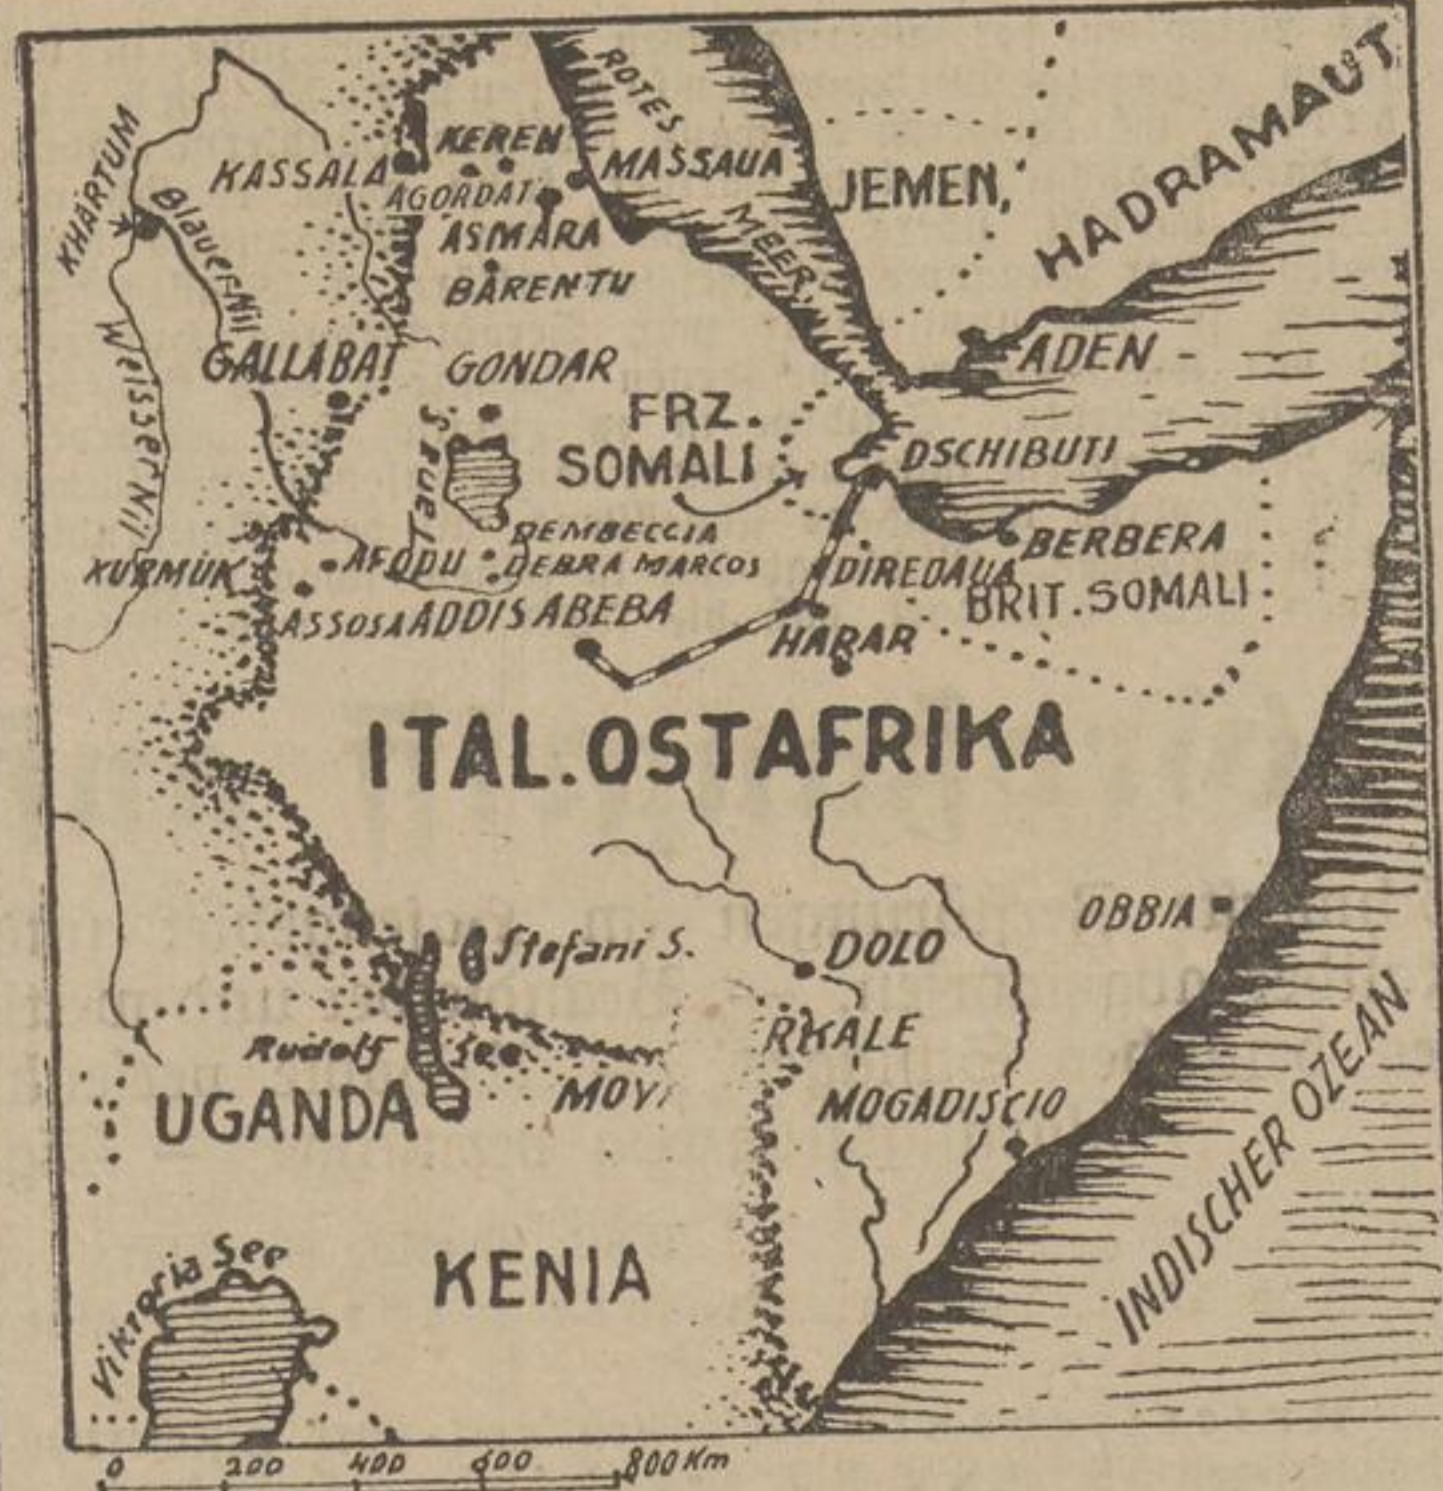 ROTES
MEER
HADRAMAUT
KHARTUM
KASSALA
KEREN
MASSAUA
JEMEN,
AGORDAT
Blauer Nil
ASMARA
BARENTU
Weisser Nil
GALLABAT
GONDAR
ADEN
FRZ.
SOMALI
DSCHIBUTI
DEMBECCIA
BERBERA
AFODU
DEBRA MARCOS
DIREDAUA
KURMUK
BRIT. SOMALI
ASSOSA
ADDIS ABEBA
HARAR
ITAL. OSTAFRIKA
OBBIA
Stefani S.
DOLO
Rudolf See
RKALE
UGANDA
MOYA
MOGADISCIO
INDISCHER OZEAN
Viktoria See
KENIA
0 200 400 600 800 Km